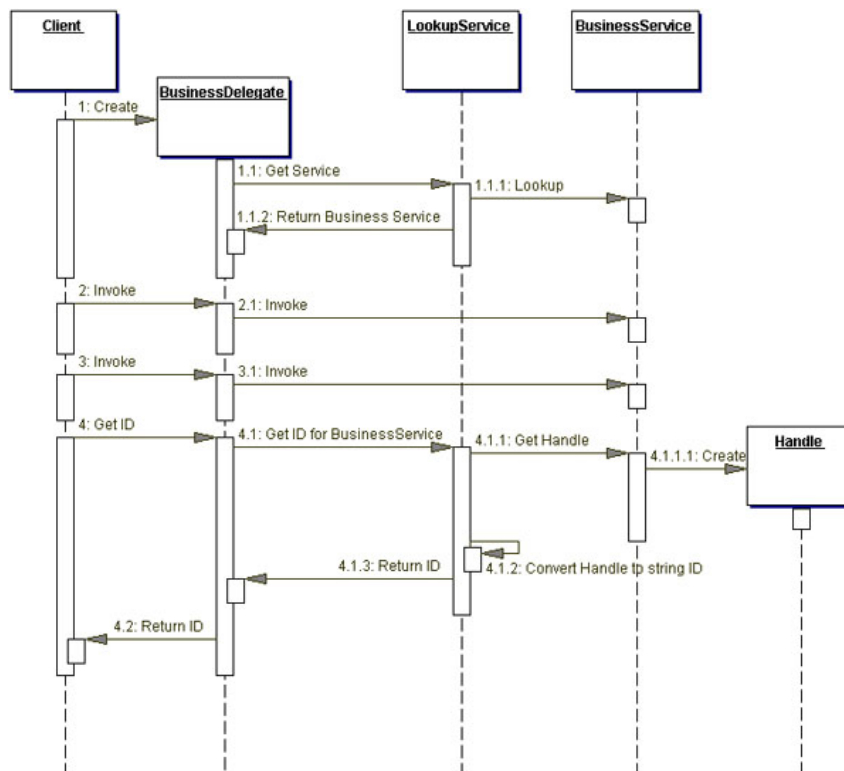 Client
LookupService
BusinessService
BusinessDelegate
1: Create
1.1: Get Service
1.1.1: Lookup
1.1.2: Return Business Service
2: Invoke
2.1: Invoke
3: Invoke
3.1: Invoke
4: Get ID
4.1: Get ID for BusinessService
4.1.1: Get Handle
Handle
4.1.1.1: Create
4.1.2: Convert Handle to string ID
4.1.3: Return ID
4.2: Return ID